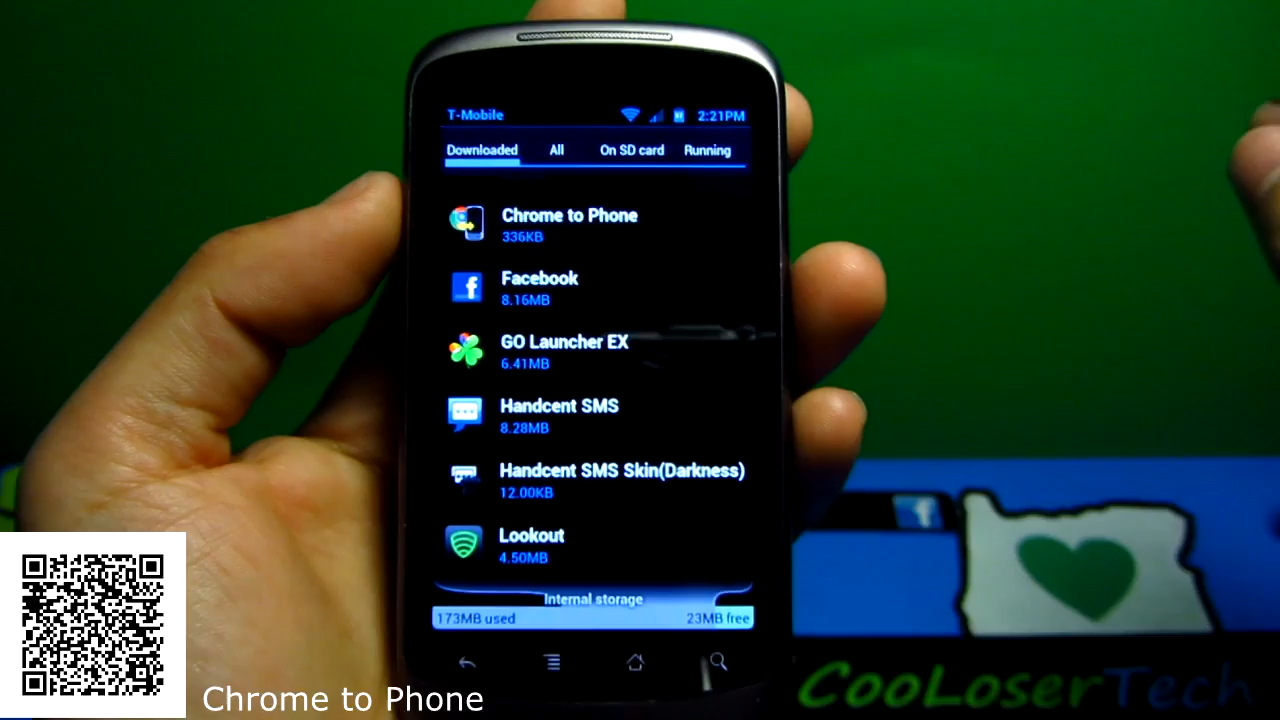 T-Mobile 2:21PM
Downloaded All On SD card Running
Chrome to Phone
336KB
Facebook
8.16MB
GO Launcher EX
6.41MB
Handcent SMS
8.28MB
Handcent SMS Skin(Darkness)
12.00KB
Lookout
4.50MB
Internal storage
173MB used 23MB free
Chrome to Phone
CooLoserTech